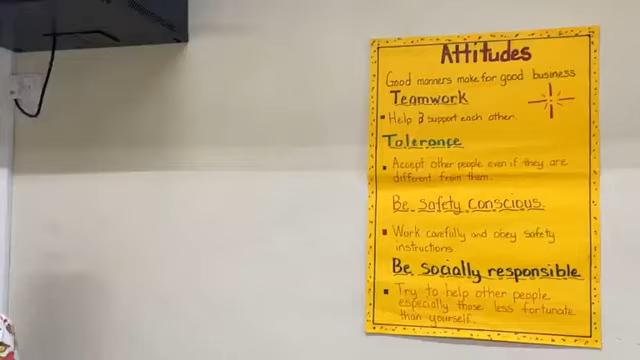 Attitudes
Good manners make for good business
Teamwork
Help & support each other.
Tolerance
Accept other people even if they are
different from them.
Be safety conscious.
Work carefully and obey safety
instructions.
Be socially responsible
Try to help other people
especially those less fortunate
than yourself.